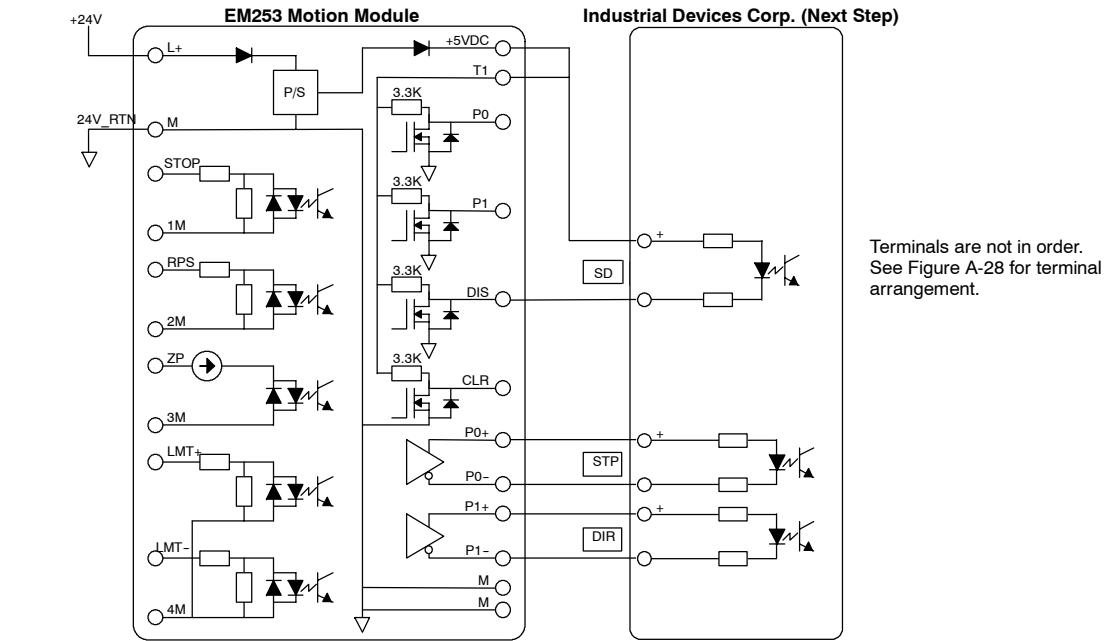 EM253 Motion Module
Industrial Devices Corp. (Next Step)
+24V
L+
+5VDC
T1
P/S
3.3K
P0
24V_RTN
M
STOP
3.3K
P1
1M
+
RPS
3.3K
SD
DIS
2M
ZP
3.3K
CLR
3M
P0+
+
LMT+
STP
P0−
P1+
+
DIR
LMT−
P1−
M
4M
M
Terminals are not in order.
See Figure A-28 for terminal
arrangement.